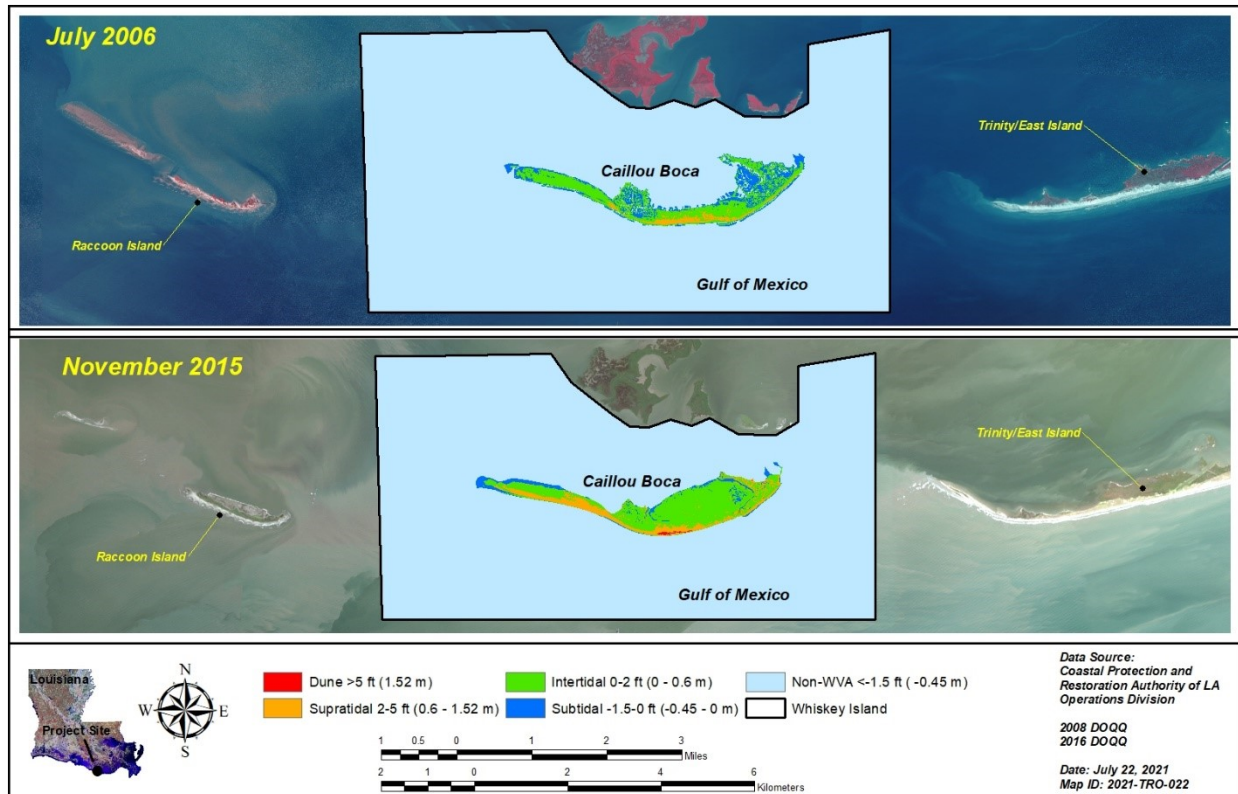 July 2006
Caillou Boca
Trinity/East Island
Raccoon Island
Gulf of Mexico
November 2015
Trinity/East Island
Caillou Boca
Raccoon Island
Gulf of Mexico
Louisiana
Project Site
N
W E
S
Dune >5 ft (1.52 m)
Supratidal 2-5 ft (0.6 - 1.52 m)
Intertidal 0-2 ft (0 - 0.6 m)
Subtidal -1.5-0 ft (-0.45 - 0 m)
Non-WVA <-1.5 ft ( -0.45 m)
Whiskey Island
1 0.5 0 1 2 3
Miles
2 1 0 2 4 6
Kilometers
Data Source:
Coastal Protection and
Restoration Authority of LA
Operations Division
2008 DOQQ
2016 DOQQ
Date: July 22, 2021
Map ID: 2021-TRO-022